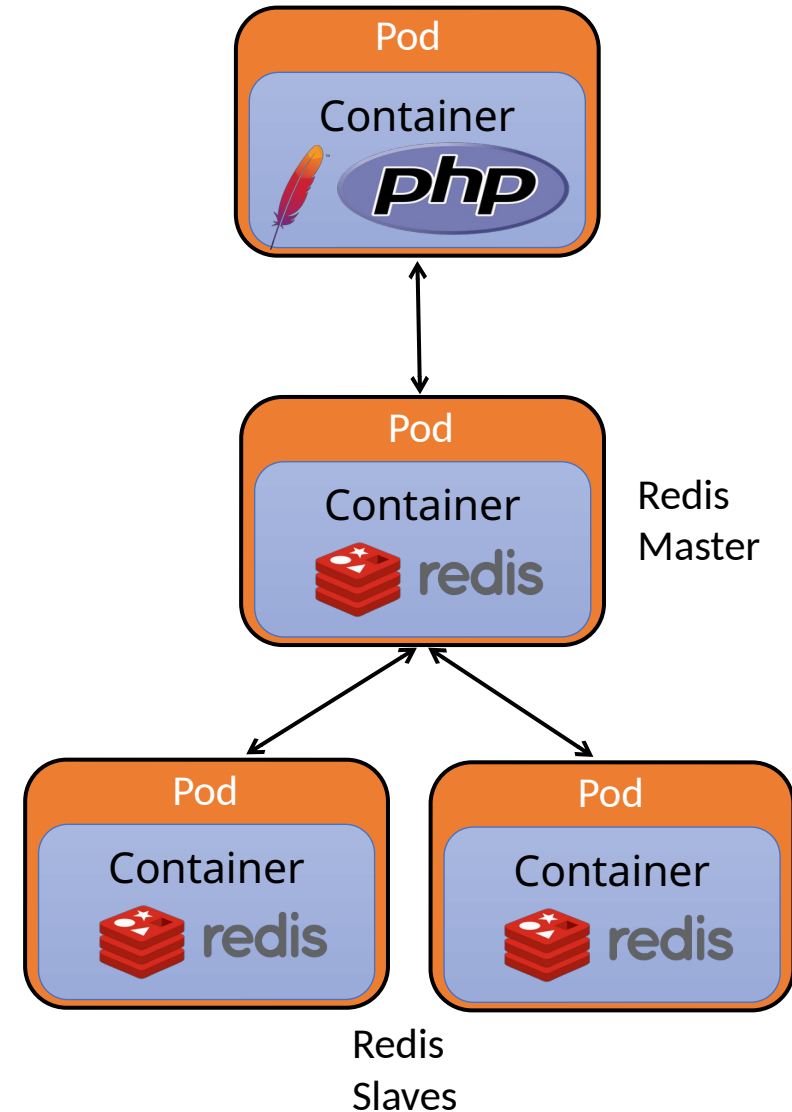 Pod
Container
php
Pod
Container
redis
Redis
Master
Pod
Container
redis
Pod
Container
redis
Redis
Slaves